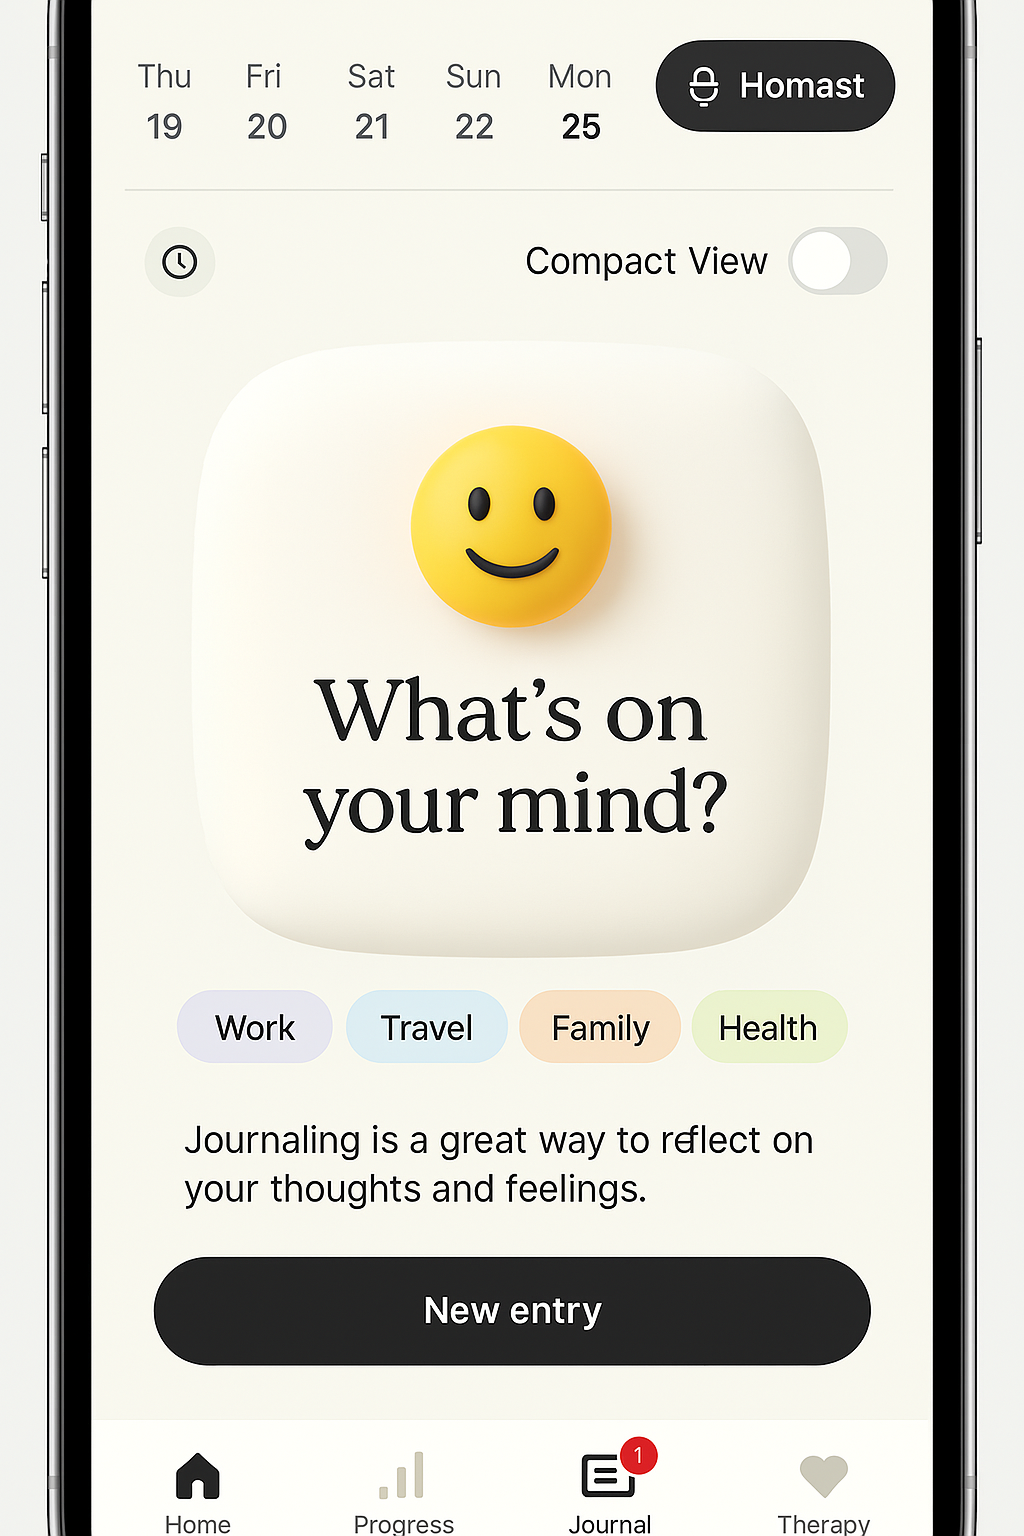 Thu Fri Sat Sun Mon
19 20 21 22 25
Homast
Compact View
What's on
your mind?
Work Travel Family Health
Journaling is a great way to reflect on
your thoughts and feelings.
New entry
1
Home Progress Journal Therapy